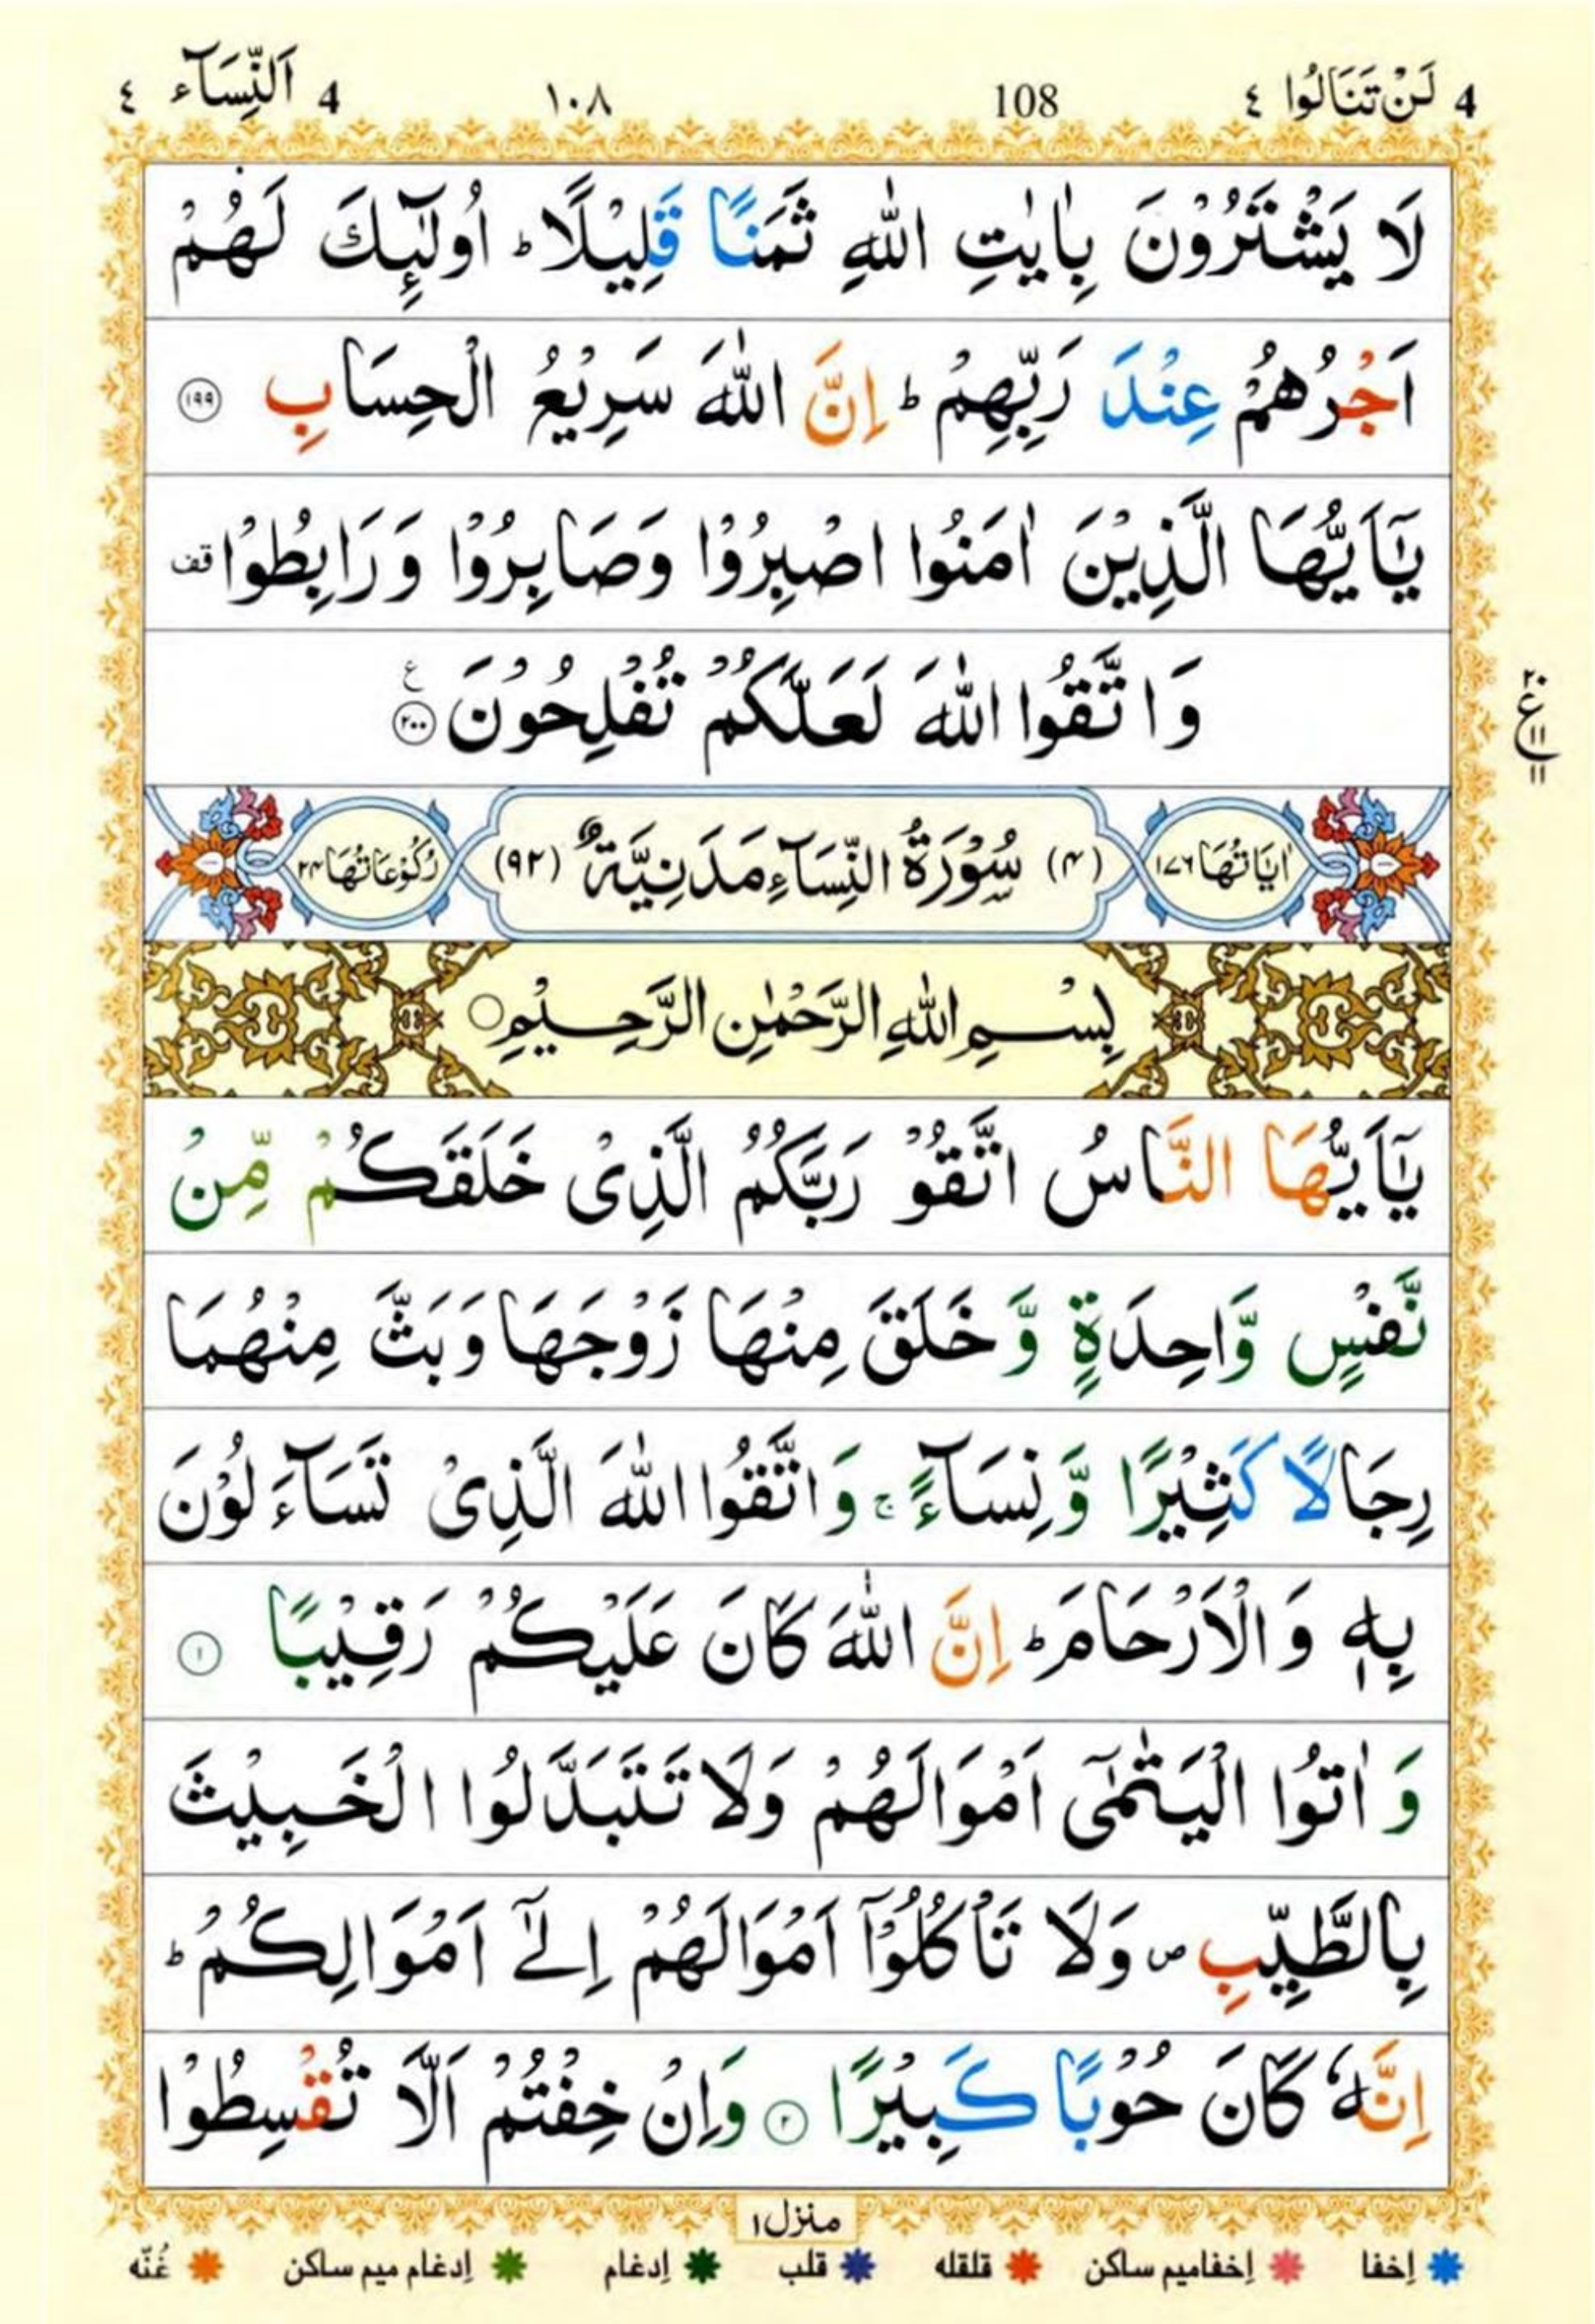 4 لَنْ تَنَالُوا ٤ 108 ١٠٨ 4 اَلنِّسَآء ٤
لَا يَشْتَرُوْنَ بِاٰيٰتِ اللّٰهِ ثَمَنًا قَلِيْلًا ؕ اُولٰٓئِكَ لَهُمْ
اَجْرُهُمْ عِنْدَ رَبِّهِمْ ؕ اِنَّ اللّٰهَ سَرِيْعُ الْحِسَابِ ١٩٩
يٰٓاَيُّهَا الَّذِيْنَ اٰمَنُوا اصْبِرُوْا وَصَابِرُوْا وَرَابِطُوْا قف
وَاتَّقُوا اللّٰهَ لَعَلَّكُمْ تُفْلِحُوْنَ ٢٠٠ ع
٢٠ ع ١١ ١١
اٰيَاتُهَا ١٧٦ (٤) سُوْرَةُ النِّسَآءِ مَدَنِيَّةٌ (٩٢) رُكُوْعَاتُهَا ٢٤
بِسْمِ اللّٰهِ الرَّحْمٰنِ الرَّحِيْمِ ○
يٰٓاَيُّهَا النَّاسُ اتَّقُوْ رَبَّكُمُ الَّذِىْ خَلَقَكُمْ مِّنْ
نَّفْسٍ وَّاحِدَةٍ وَّ خَلَقَ مِنْهَا زَوْجَهَا وَبَثَّ مِنْهُمَا
رِجَالًا كَثِيْرًا وَّ نِسَآءً ۚ وَاتَّقُوا اللّٰهَ الَّذِىْ تَسَآءَلُوْنَ
بِهٖ وَالْاَرْحَامَ ؕ اِنَّ اللّٰهَ كَانَ عَلَيْكُمْ رَقِيْبًا ١
وَ اٰتُوا الْيَتٰمٰٓى اَمْوَالَهُمْ وَلَا تَتَبَدَّلُوا الْخَبِيْثَ
بِالطَّيِّبِ ص وَلَا تَاْكُلُوْٓا اَمْوَالَهُمْ اِلٰٓى اَمْوَالِكُمْ ؕ
اِنَّهٗ كَانَ حُوْبًا كَبِيْرًا ٢ وَاِنْ خِفْتُمْ اَلَّا تُقْسِطُوْا
منزل ١
إخفا إخفاميم ساكن قلقله قلب إدغام إدغام ميم ساكن غُنّه